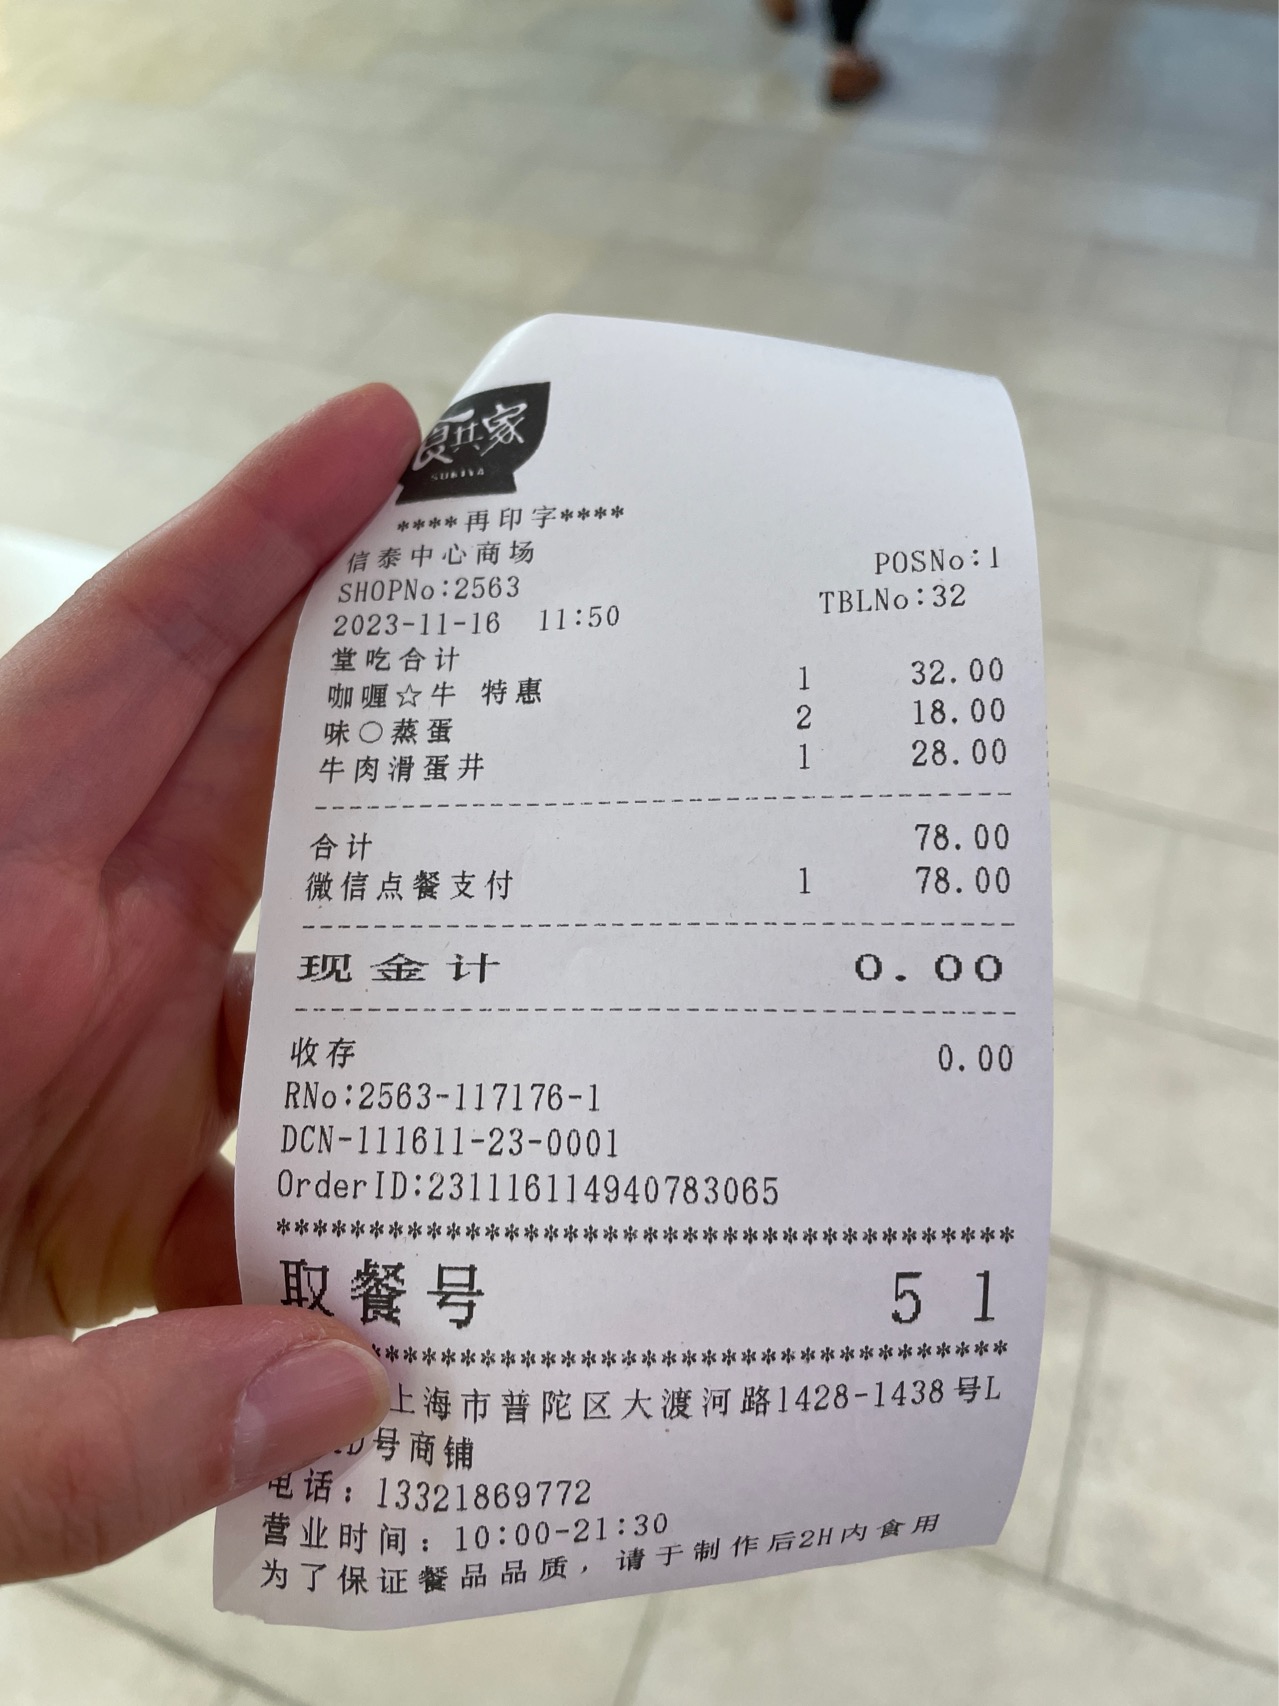 食其家
SUKIYA
****再印字****
信泰中心商场 POSNo:1
SHOPNo:2563 TBLNo:32
2023-11-16 11:50
堂吃合计
咖喱☆牛 特惠 1 32.00
味○蒸蛋 2 18.00
牛肉滑蛋井 1 28.00
合计 78.00
微信点餐支付 1 78.00
现金计 0.00
收存 0.00
RNo:2563-117176-1
DCN-111611-23-0001
OrderID:231116114940783065
****************************************
取餐号 51
***********************************
上海市普陀区大渡河路1428-1438号L
D号商铺
电话：13321869772
营业时间：10:00-21:30
为了保证餐品品质，请于制作后2H内食用